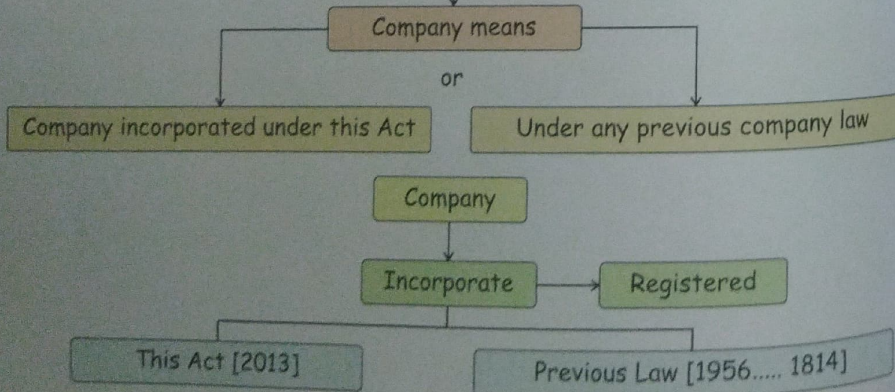 Company means
or
Company incorporated under this Act
Under any previous company law
Company
Incorporate
Registered
This Act [2013]
Previous Law [1956..... 1814]